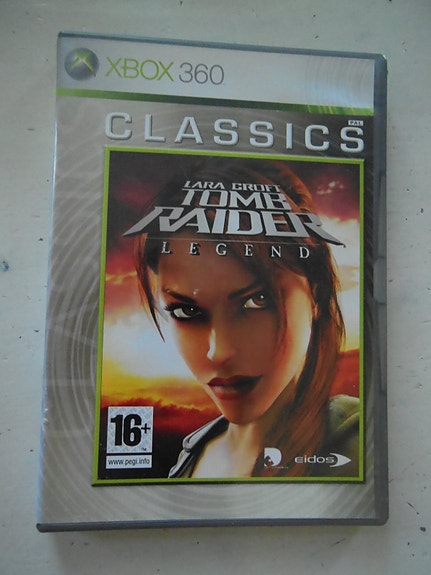 XBOX 360
PAL
CLASSICS
LARA CROFT
TOMB
RAIDER
LEGEND
16+
www.pegi.info
eidos